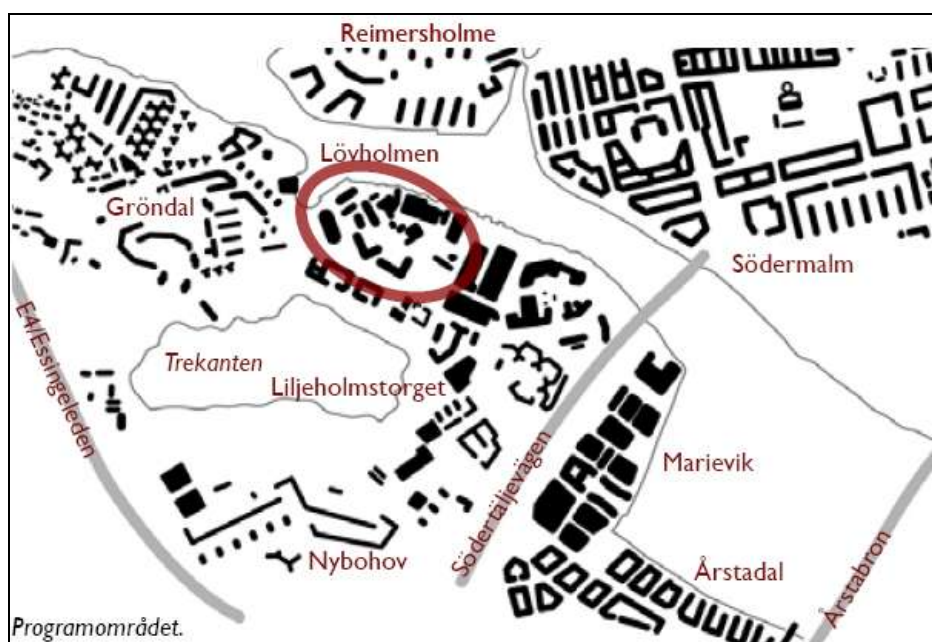 Reimersholme
Lövholmen
Gröndal
Södermalm
E4/Essingeleden
Trekanten
Liljeholmstorget
Södertäljevägen
Marievik
Nybohov
Årstadal
Årstabron
Programområdet.